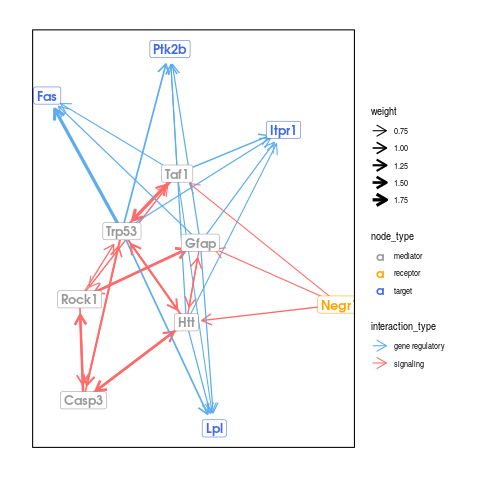 Ptk2b
Fas
Itpr1
Taf1
Trp53
Gfap
Rock1
Negr
Htt
Casp3
Lpl
weight
0.75
1.00
1.25
1.50
1.75
node_type
a mediator
a receptor
a target
interaction_type
gene regulatory
signaling